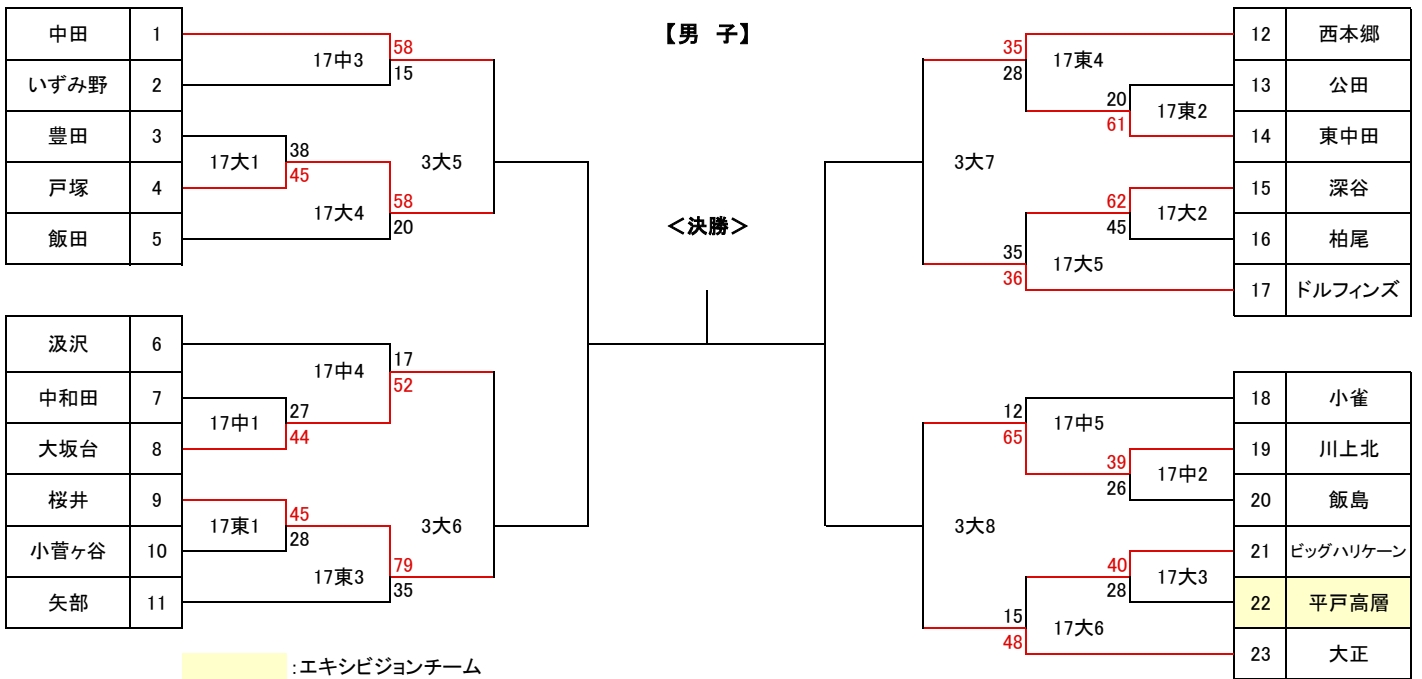 【男 子】
中田 1
いずみ野 2
豊田 3
戸塚 4
飯田 5
17中3
58
15
17大1
38
45
17大4
58
20
3大5
汲沢 6
中和田 7
大坂台 8
桜井 9
小菅ヶ谷 10
矢部 11
17中4
17
52
17中1
27
44
17東1
45
28
17東3
79
35
3大6
<決勝>
12 西本郷
13 公田
14 東中田
15 深谷
16 柏尾
17 ドルフィンズ
35
28
17東4
20
61
17東2
3大7
62
45
17大2
35
36
17大5
18 小雀
19 川上北
20 飯島
21 ビッグハリケーン
22 平戸高層
23 大正
12
65
17中5
39
26
17中2
3大8
40
28
17大3
15
48
17大6
:エキシビジョンチーム